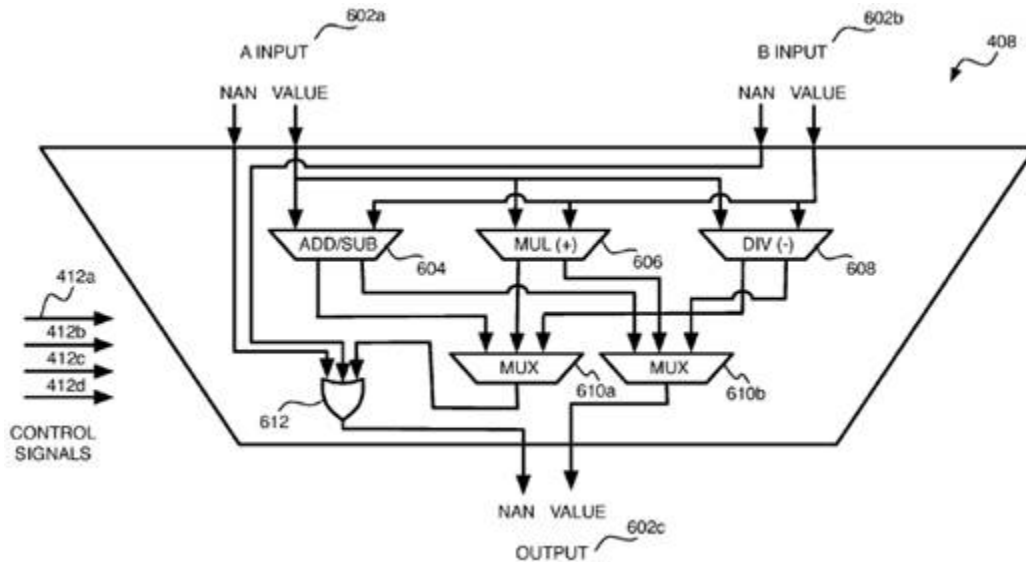 602a
602b
A INPUT
B INPUT
408
NAN VALUE
NAN VALUE
ADD/SUB
MUL (+)
DIV (-)
604
606
608
412a
412b
412c
412d
MUX
MUX
610a
610b
612
CONTROL
SIGNALS
NAN VALUE
602c
OUTPUT